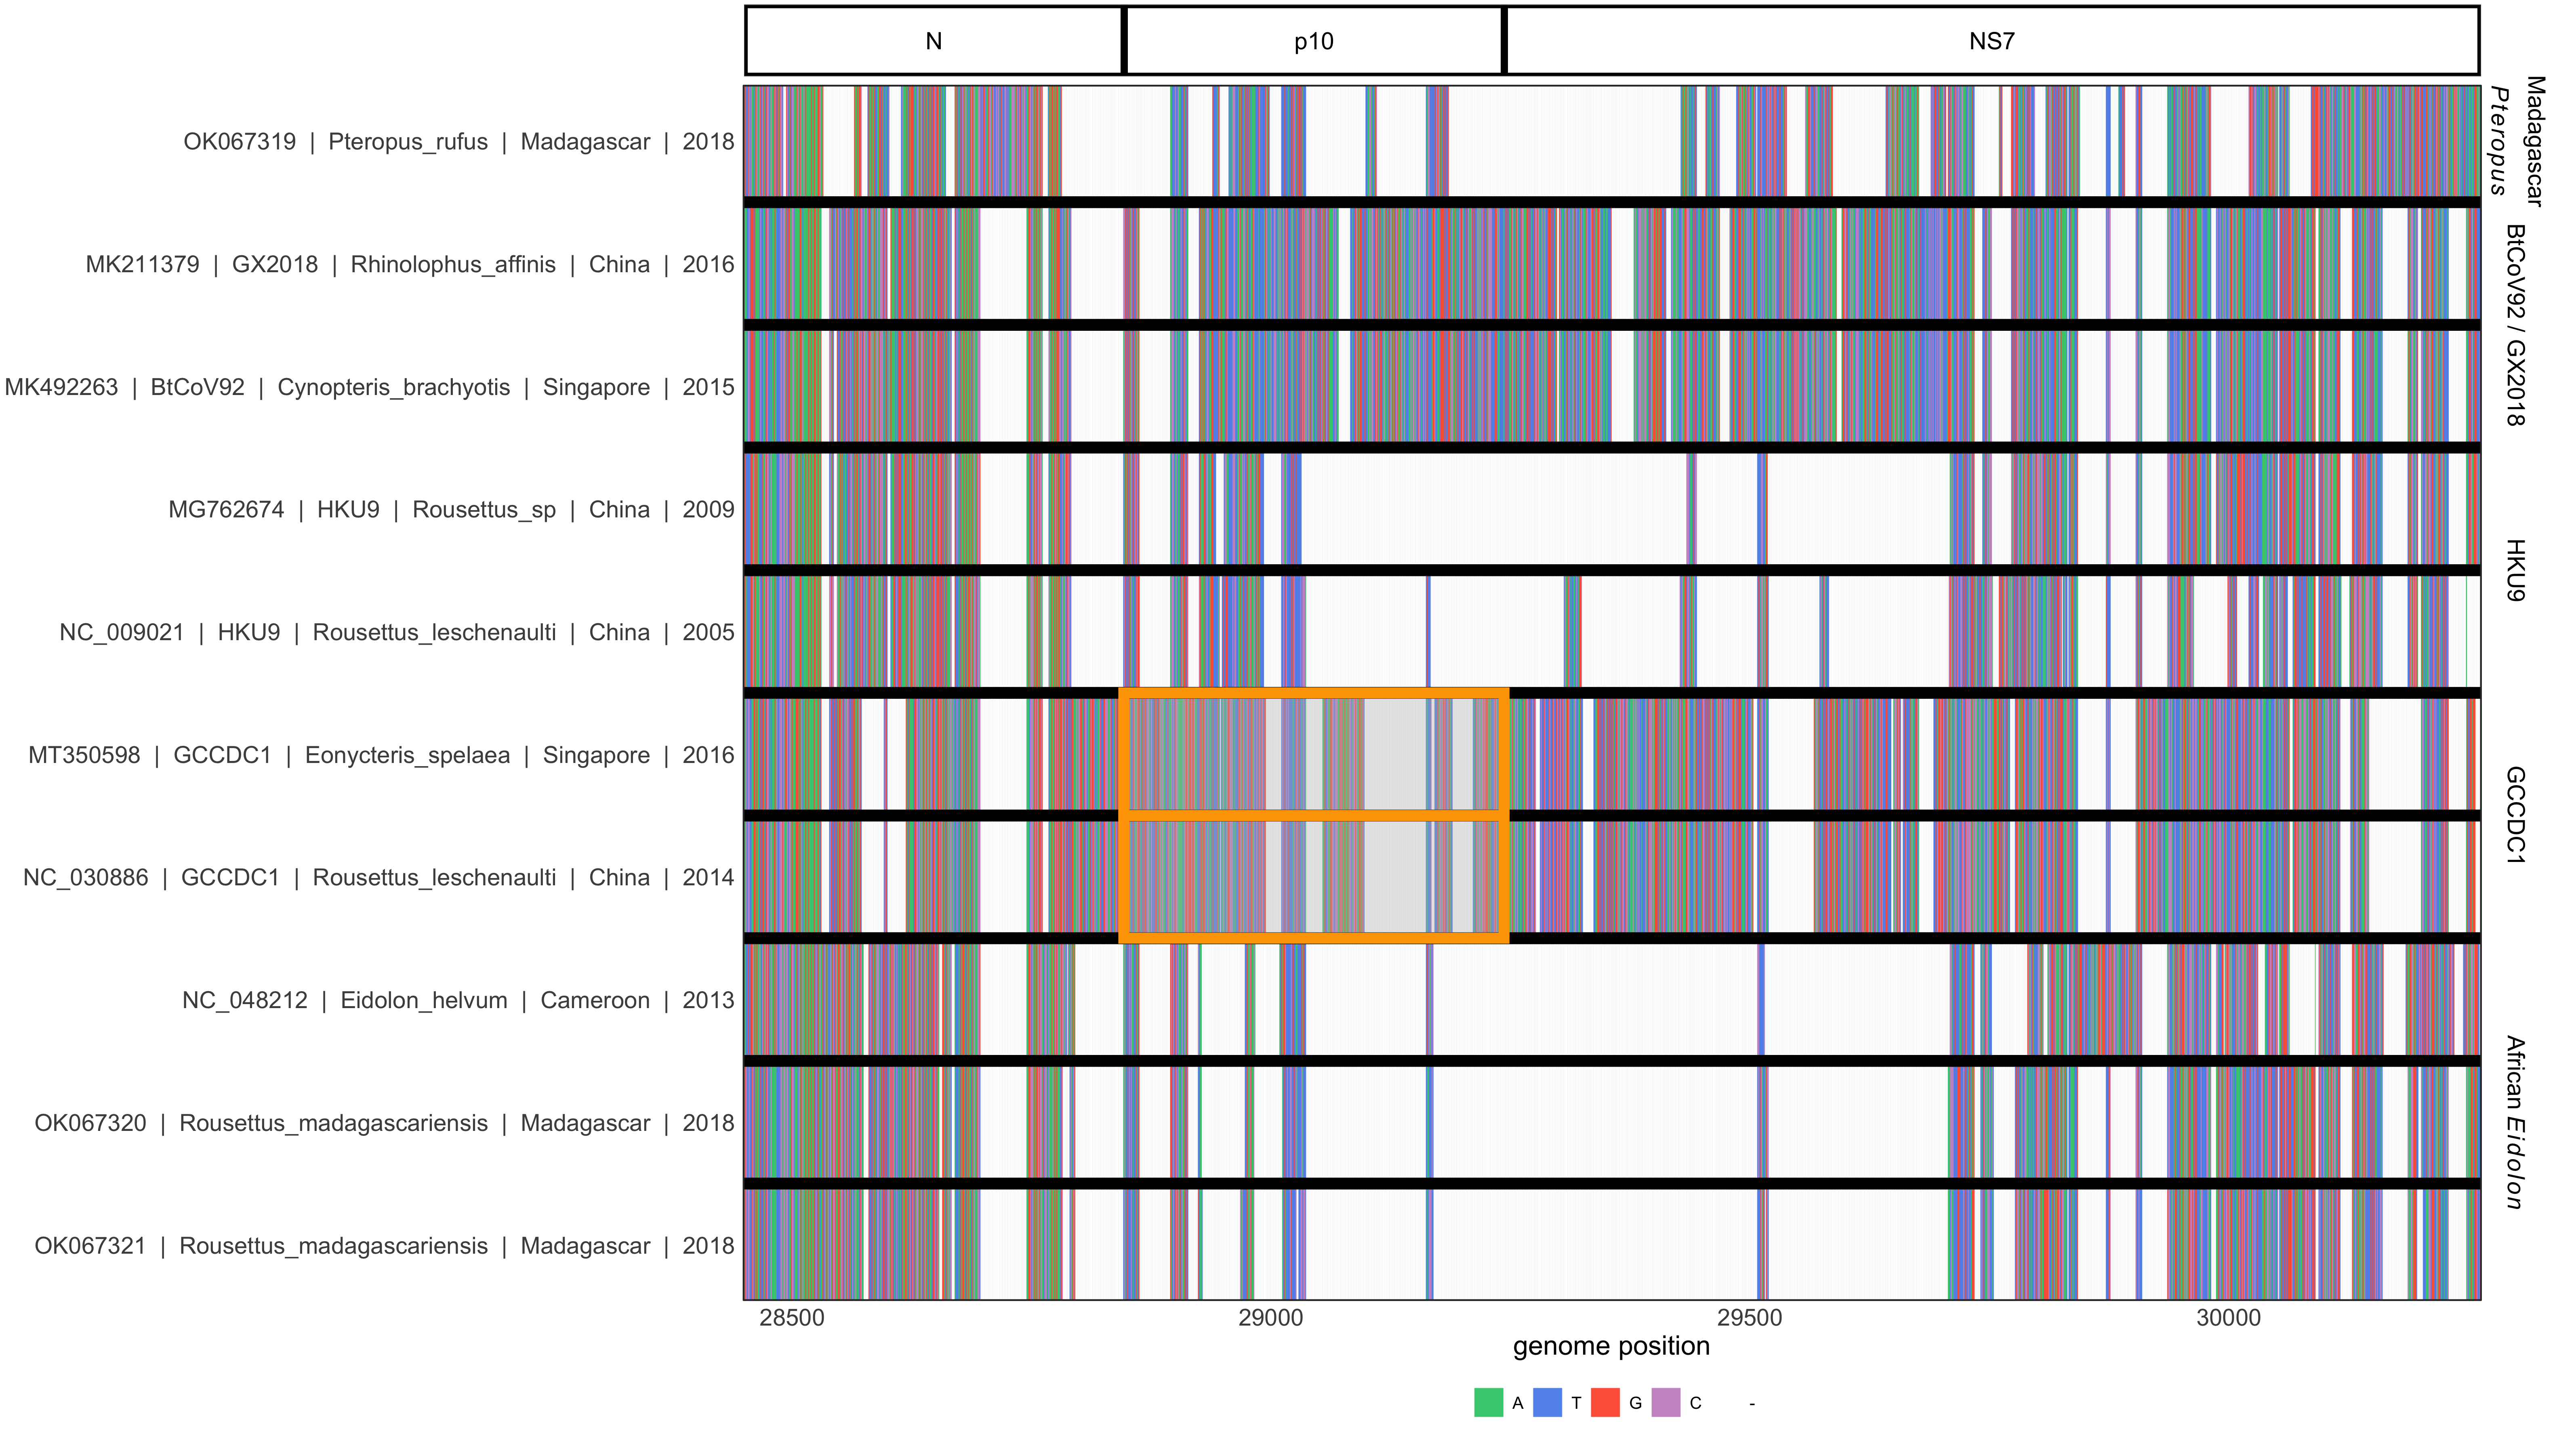 N p10 NS7
OK067319 | Pteropus_rufus | Madagascar | 2018
MK211379 | GX2018 | Rhinolophus_affinis | China | 2016
MK492263 | BtCoV92 | Cynopteris_brachyotis | Singapore | 2015
MG762674 | HKU9 | Rousettus_sp | China | 2009
NC_009021 | HKU9 | Rousettus_leschenaulti | China | 2005
MT350598 | GCCDC1 | Eonycteris_spelaea | Singapore | 2016
NC_030886 | GCCDC1 | Rousettus_leschenaulti | China | 2014
NC_048212 | Eidolon_helvum | Cameroon | 2013
OK067320 | Rousettus_madagascariensis | Madagascar | 2018
OK067321 | Rousettus_madagascariensis | Madagascar | 2018
Madagascar
Pteropus
BtCoV92 / GX2018
HKU9
GCCDC1
African Eidolon
28500 29000 29500 30000
genome position
A T G C -